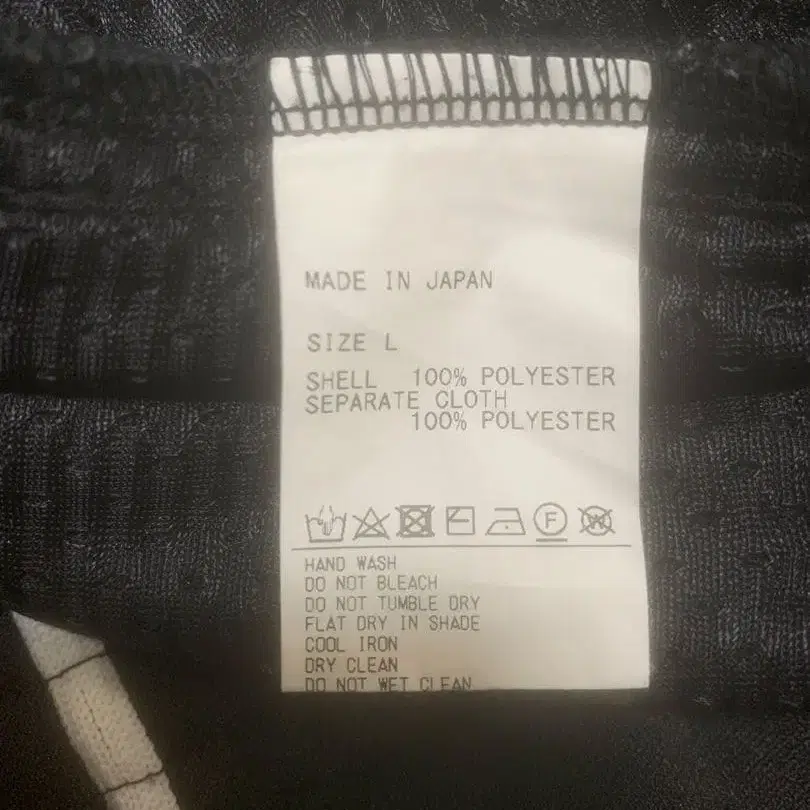 MADE IN JAPAN
SIZE L
SHELL 100% POLYESTER
SEPARATE CLOTH
100% POLYESTER
F
W
HAND WASH
DO NOT BLEACH
DO NOT TUMBLE DRY
FLAT DRY IN SHADE
COOL IRON
DRY CLEAN
DO NOT WET CLEAN